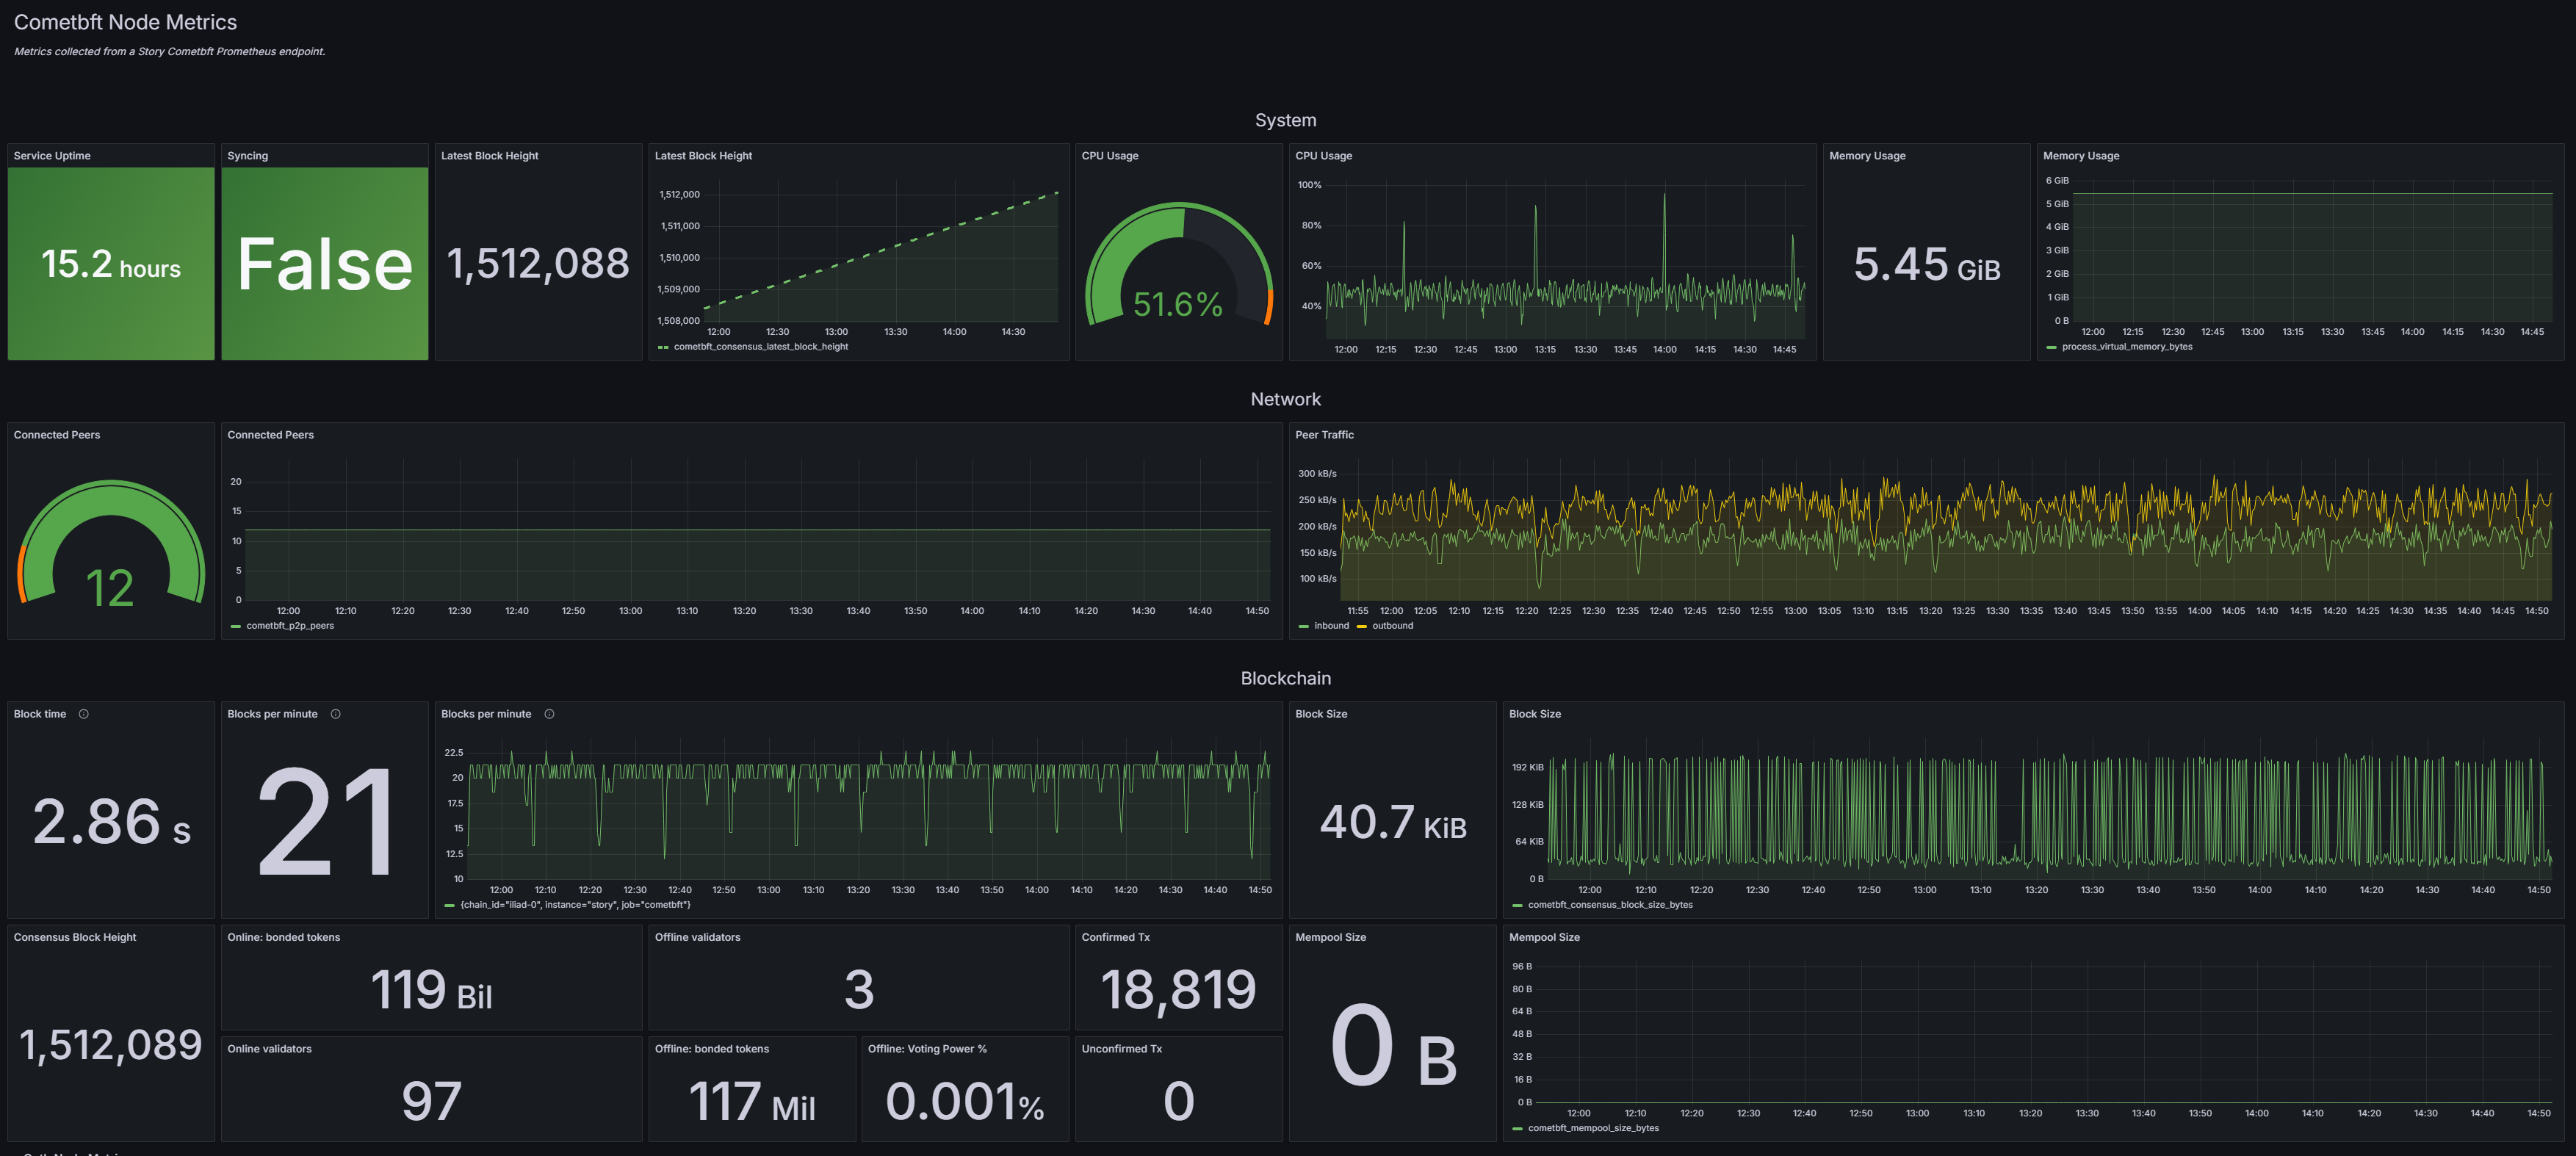 Cometbft Node Metrics
Metrics collected from a Story Cometbft Prometheus endpoint.
System
Service Uptime
15.2 hours
Syncing
False
Latest Block Height
1,512,088
Latest Block Height
1,512,000
1,511,000
1,510,000
1,509,000
1,508,000
12:00 12:30 13:00 13:30 14:00 14:30
cometbft_consensus_latest_block_height
CPU Usage
51.6%
CPU Usage
100%
80%
60%
40%
12:00 12:15 12:30 12:45 13:00 13:15 13:30 13:45 14:00 14:15 14:30 14:45
Memory Usage
5.45 GiB
Memory Usage
6 GiB
5 GiB
4 GiB
3 GiB
2 GiB
1 GiB
0 B
12:00 12:15 12:30 12:45 13:00 13:15 13:30 13:45 14:00 14:15 14:30 14:45
process_virtual_memory_bytes
Network
Connected Peers
12
Connected Peers
20
15
10
5
0
12:00 12:10 12:20 12:30 12:40 12:50 13:00 13:10 13:20 13:30 13:40 13:50 14:00 14:10 14:20 14:30 14:40 14:50
cometbft_p2p_peers
Peer Traffic
300 kB/s
250 kB/s
200 kB/s
150 kB/s
100 kB/s
11:55 12:00 12:05 12:10 12:15 12:20 12:25 12:30 12:35 12:40 12:45 12:50 12:55 13:00 13:05 13:10 13:15 13:20 13:25 13:30 13:35 13:40 13:45 13:50 13:55 14:00 14:05 14:10 14:15 14:20 14:25 14:30 14:35 14:40 14:45 14:50
inbound outbound
Blockchain
Block time
2.86 s
Blocks per minute
21
Blocks per minute
22.5
20
17.5
15
12.5
10
12:00 12:10 12:20 12:30 12:40 12:50 13:00 13:10 13:20 13:30 13:40 13:50 14:00 14:10 14:20 14:30 14:40 14:50
{chain_id="iliad-0", instance="story", job="cometbft"}
Block Size
40.7 KiB
Block Size
192 KiB
128 KiB
64 KiB
0 B
12:00 12:10 12:20 12:30 12:40 12:50 13:00 13:10 13:20 13:30 13:40 13:50 14:00 14:10 14:20 14:30 14:40 14:50
cometbft_consensus_block_size_bytes
Consensus Block Height
1,512,089
Online: bonded tokens
119 Bil
Offline validators
3
Confirmed Tx
18,819
Online validators
97
Offline: bonded tokens
117 Mil
Offline: Voting Power %
0.001%
Unconfirmed Tx
0
Mempool Size
0 B
Mempool Size
96 B
80 B
64 B
48 B
32 B
16 B
0 B
12:00 12:10 12:20 12:30 12:40 12:50 13:00 13:10 13:20 13:30 13:40 13:50 14:00 14:10 14:20 14:30 14:40 14:50
cometbft_mempool_size_bytes